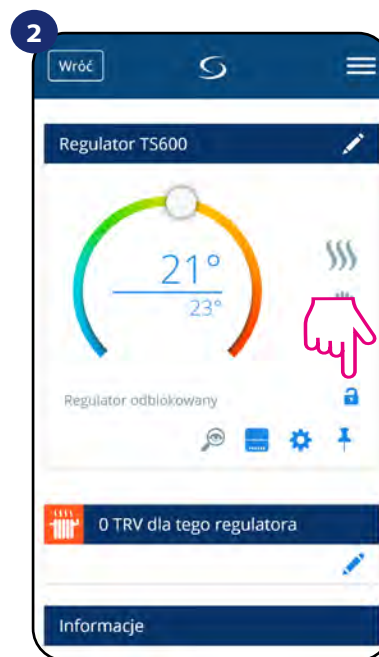 2
Wróć
Regulator TS600
21°
23°
Regulator odblokowany
0 TRV dla tego regulatora
Informacje